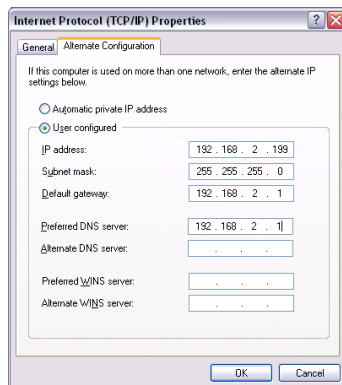 Internet Protocol (TCP/IP) Properties
General Alternate Configuration
If this computer is used on more than one network, enter the alternate IP
settings below.
Automatic private IP address
User configured
IP address: 192 . 168 . 2 . 199
Subnet mask: 255 . 255 . 255 . 0
Default gateway: 192 . 168 . 2 . 1
Preferred DNS server: 192 . 168 . 2 . 1
Alternate DNS server: . . .
Preferred WINS server: . . .
Alternate WINS server: . . .
OK Cancel